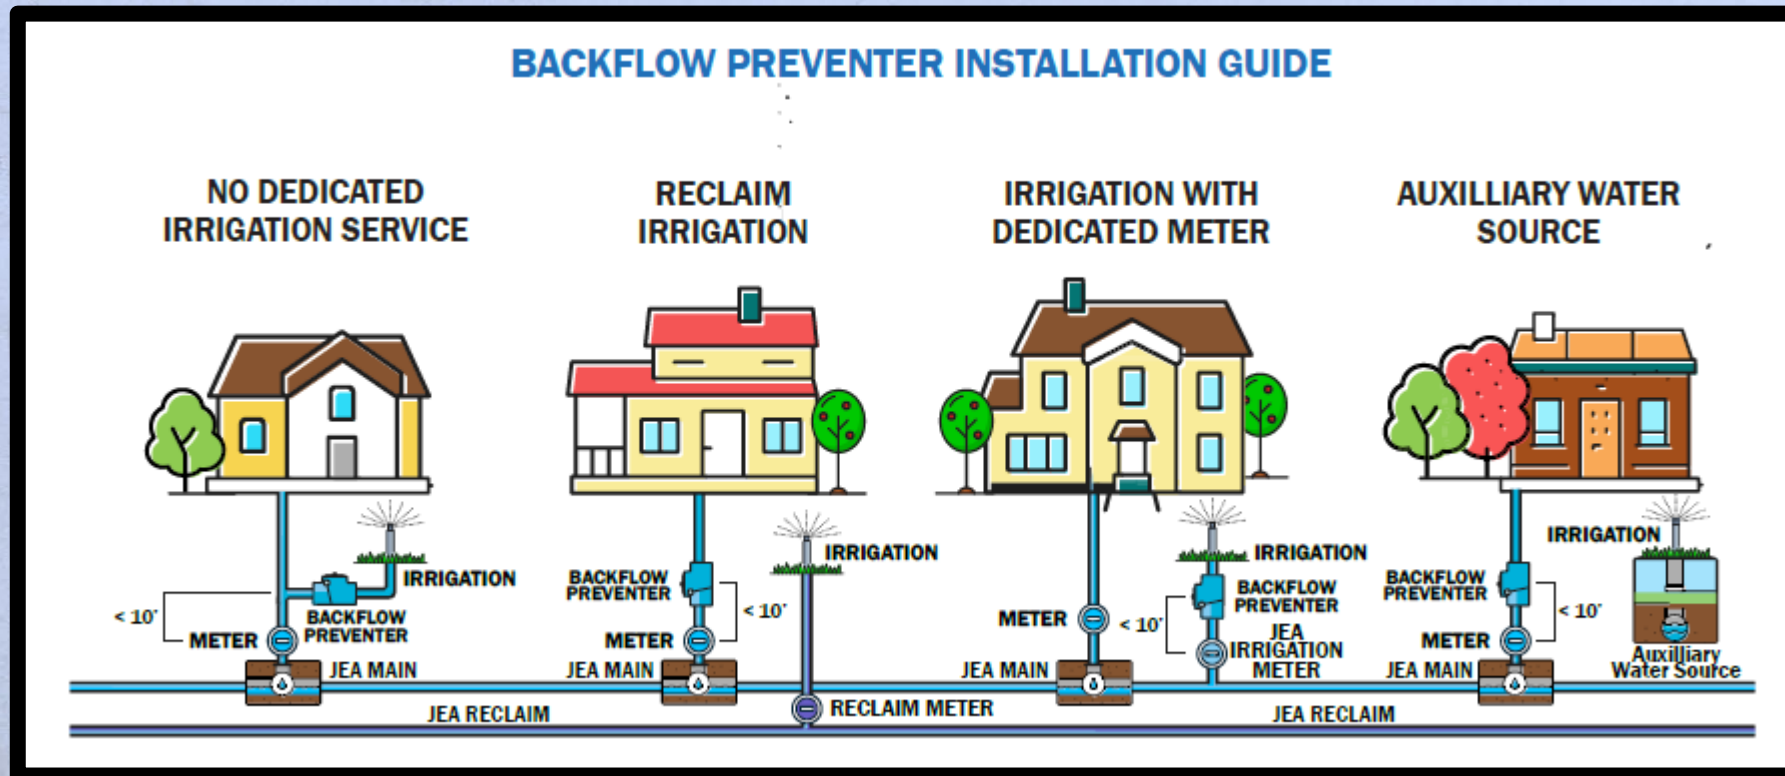 BACKFLOW PREVENTER INSTALLATION GUIDE
NO DEDICATED
IRRIGATION SERVICE
RECLAIM
IRRIGATION
IRRIGATION WITH
DEDICATED METER
AUXILLIARY WATER
SOURCE
IRRIGATION
BACKFLOW
PREVENTER
< 10'
METER
JEA MAIN
IRRIGATION
BACKFLOW
PREVENTER
< 10'
METER
JEA MAIN
RECLAIM METER
JEA RECLAIM
IRRIGATION
BACKFLOW
PREVENTER
METER
< 10'
JEA
IRRIGATION
METER
JEA MAIN
IRRIGATION
BACKFLOW
PREVENTER
< 10'
METER
JEA MAIN
Auxilliary
Water Source
JEA RECLAIM